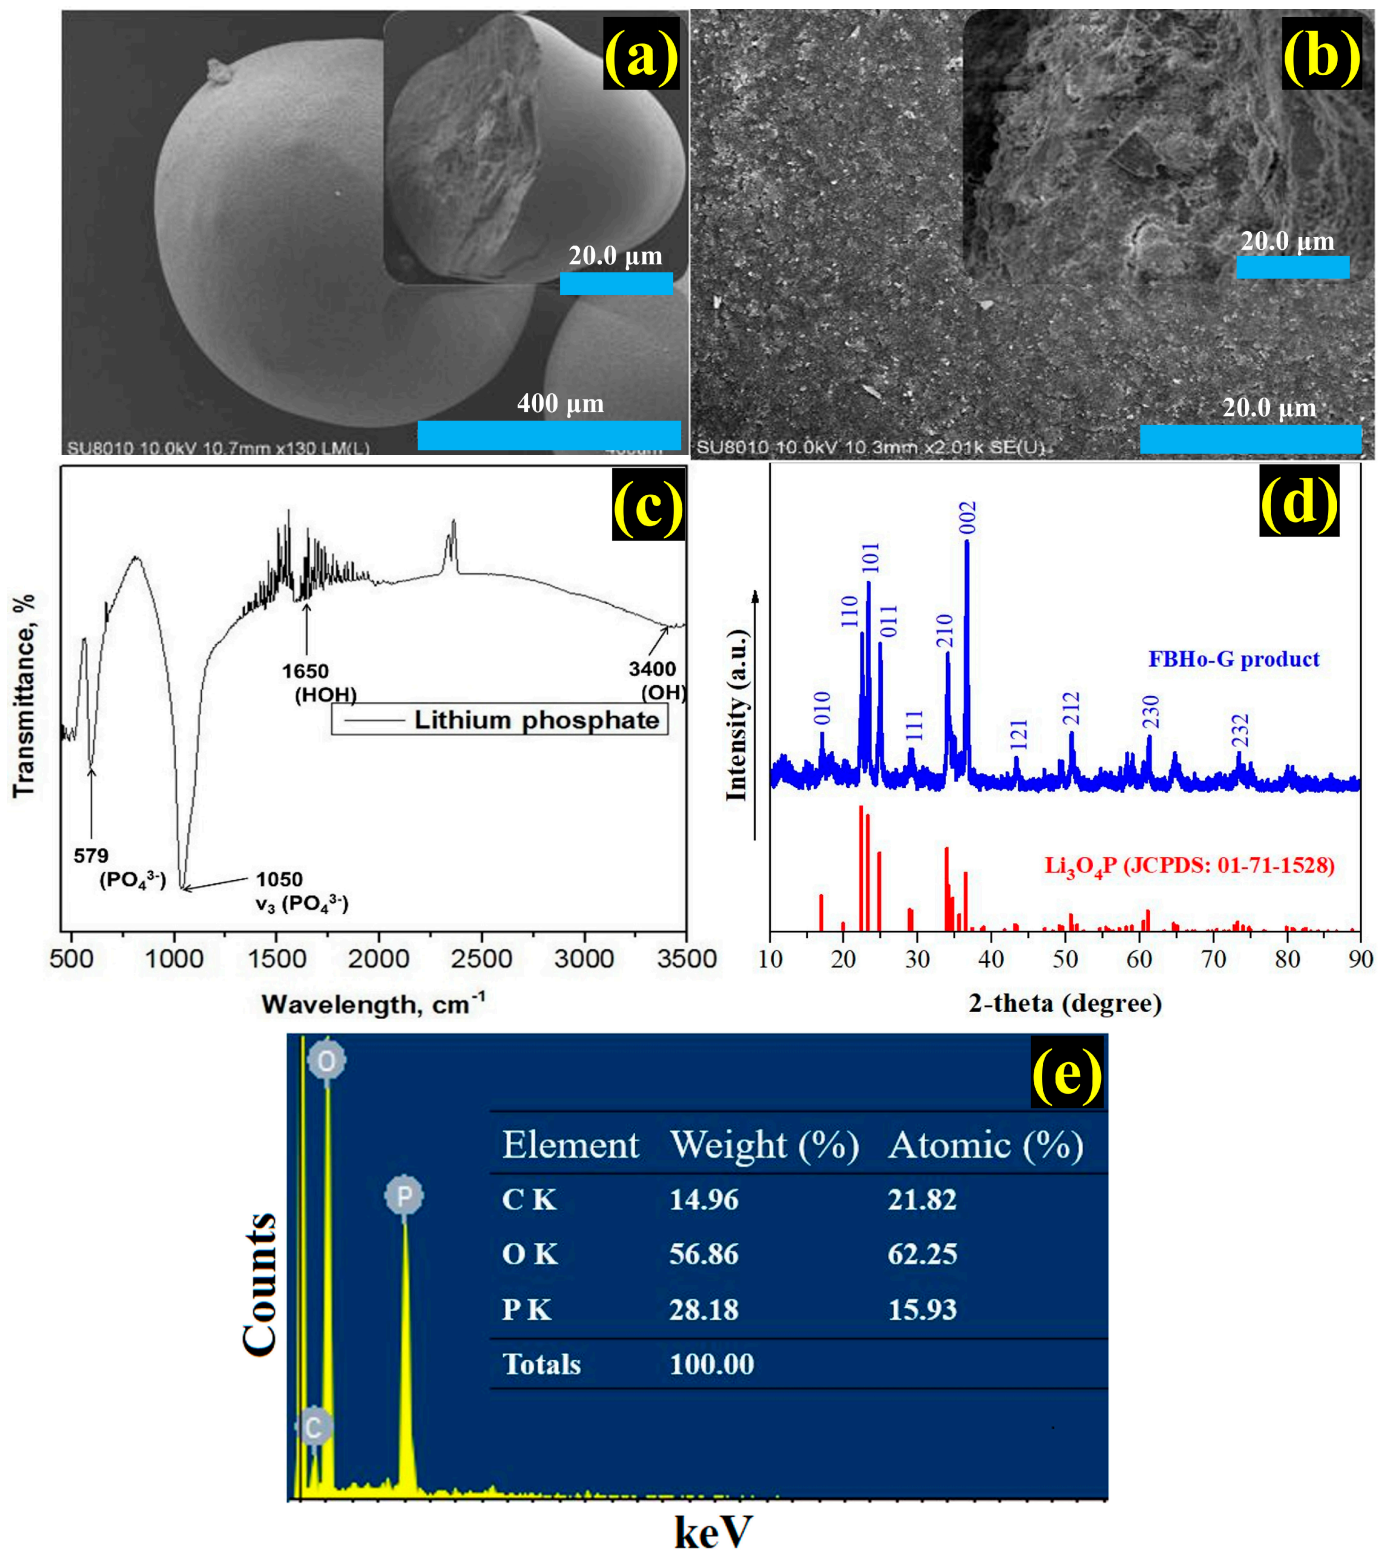 (a)
20.0 μm
400 μm
SU8010 10.0kV 10.7mm x130 LM(L)
(b)
20.0 μm
20.0 μm
SU8010 10.0kV 10.3mm x2.01k SE(U)
(c)
Transmittance, %
1650
(HOH)
3400
(OH)
Lithium phosphate
579
(PO₄³⁻)
1050
ν₃ (PO₄³⁻)
500 1000 1500 2000 2500 3000 3500
Wavelength, cm⁻¹
(d)
Intensity (a.u.)
010 110 101 011 111 210 002 121 212 230 232
FBHo-G product
Li₃O₄P (JCPDS: 01-71-1528)
10 20 30 40 50 60 70 80 90
2-theta (degree)
(e)
O
P
C
Counts
Element Weight (%) Atomic (%)
C K 14.96 21.82
O K 56.86 62.25
P K 28.18 15.93
Totals 100.00
keV